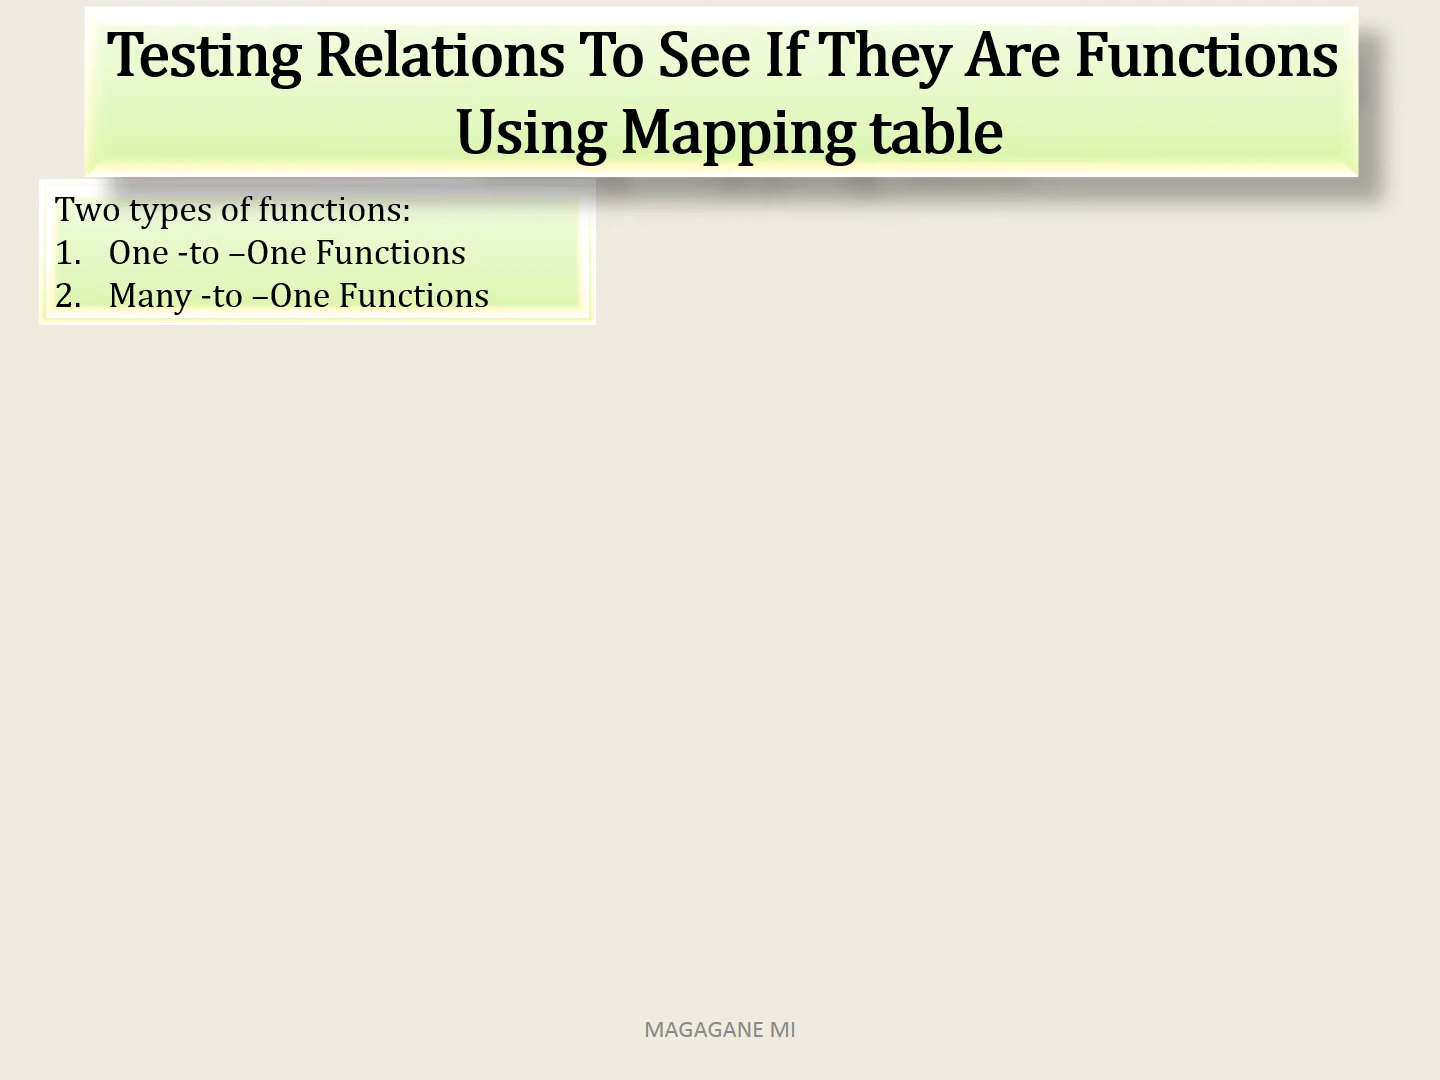 Testing Relations To See If They Are Functions
Using Mapping table
Two types of functions:
1. One -to –One Functions
2. Many -to –One Functions
MAGAGANE MI